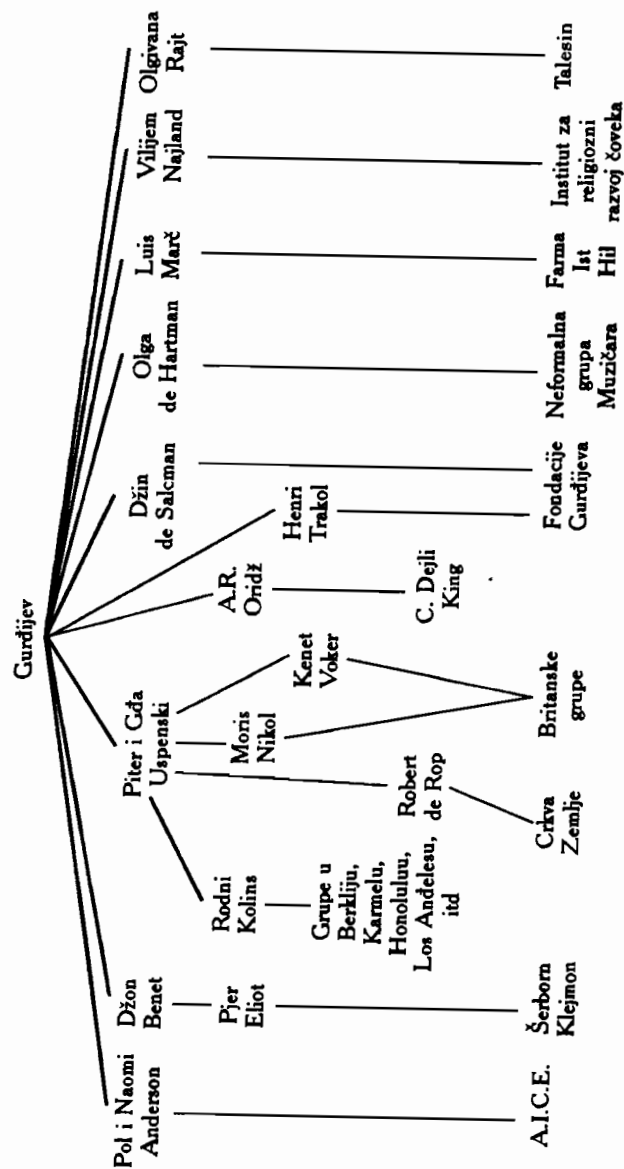 Gurđijev
Pol i Naomi
Anderson
Džon
Benet
Piter i Gđa
Uspenski
Džin
de Salcman
Olga
de Hartman
Luis
Marč
Vilijem
Najland
Olgivana
Rajt
Pjer
Eliot
Rodni
Kolins
Moris
Nikol
A.R.
Oridž
Kenet
Voker
Henri
Trakol
Grupe u
Berkliju,
Karmelu,
Honoluluu,
Los Anđelesu,
itd
Robert
de Rop
C. Dejli
King
A.I.C.E.
Šerborn
Klejmon
Crkva
Zemlje
Britanske
grupe
Fondacije
Gurđijeva
Neformalna
grupa
Muzičara
Farma
Ist
Hil
Institut za
religiozni
razvoj čoveka
Talesin